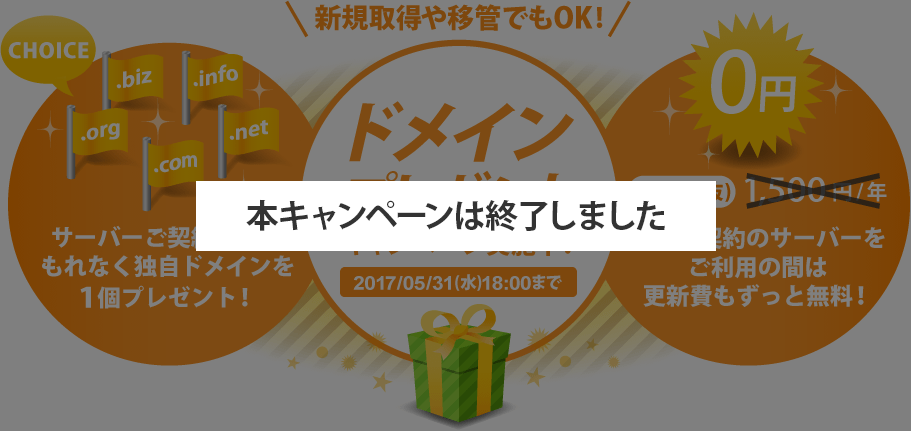 新規取得や移管でもOK!
CHOICE
.biz
.info
.org
.net
.com
0円
ドメイン
1,500円/年
本キャンペーンは終了しました
サーバーご契
もれなく独自ドメインを
1個プレゼント!
2017/05/31(水)18:00まで
契約のサーバーを
ご利用の間は
更新費もずっと無料!